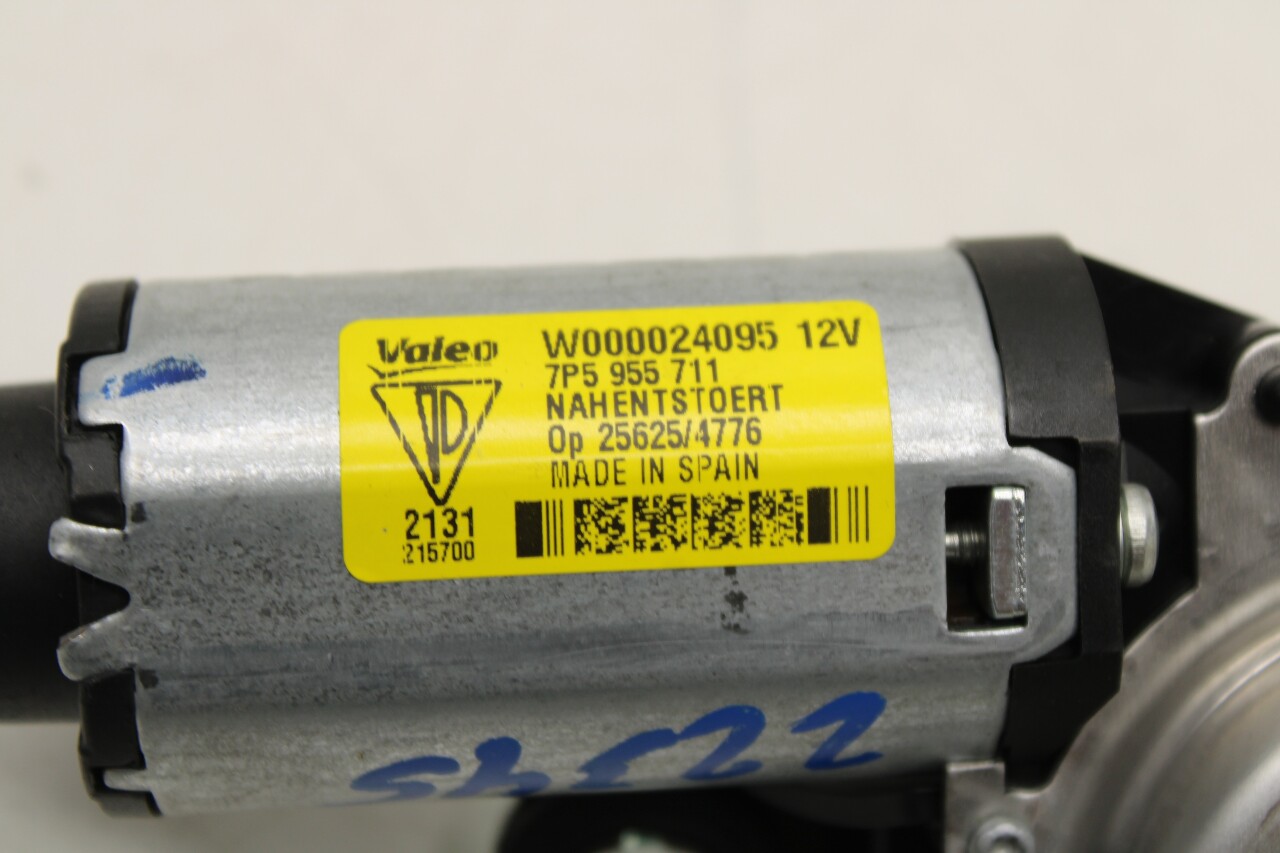 Valeo
W000024095 12V
7P5 955 711
NAHENTSTOERT
Op 25625/4776
MADE IN SPAIN
2131
215700